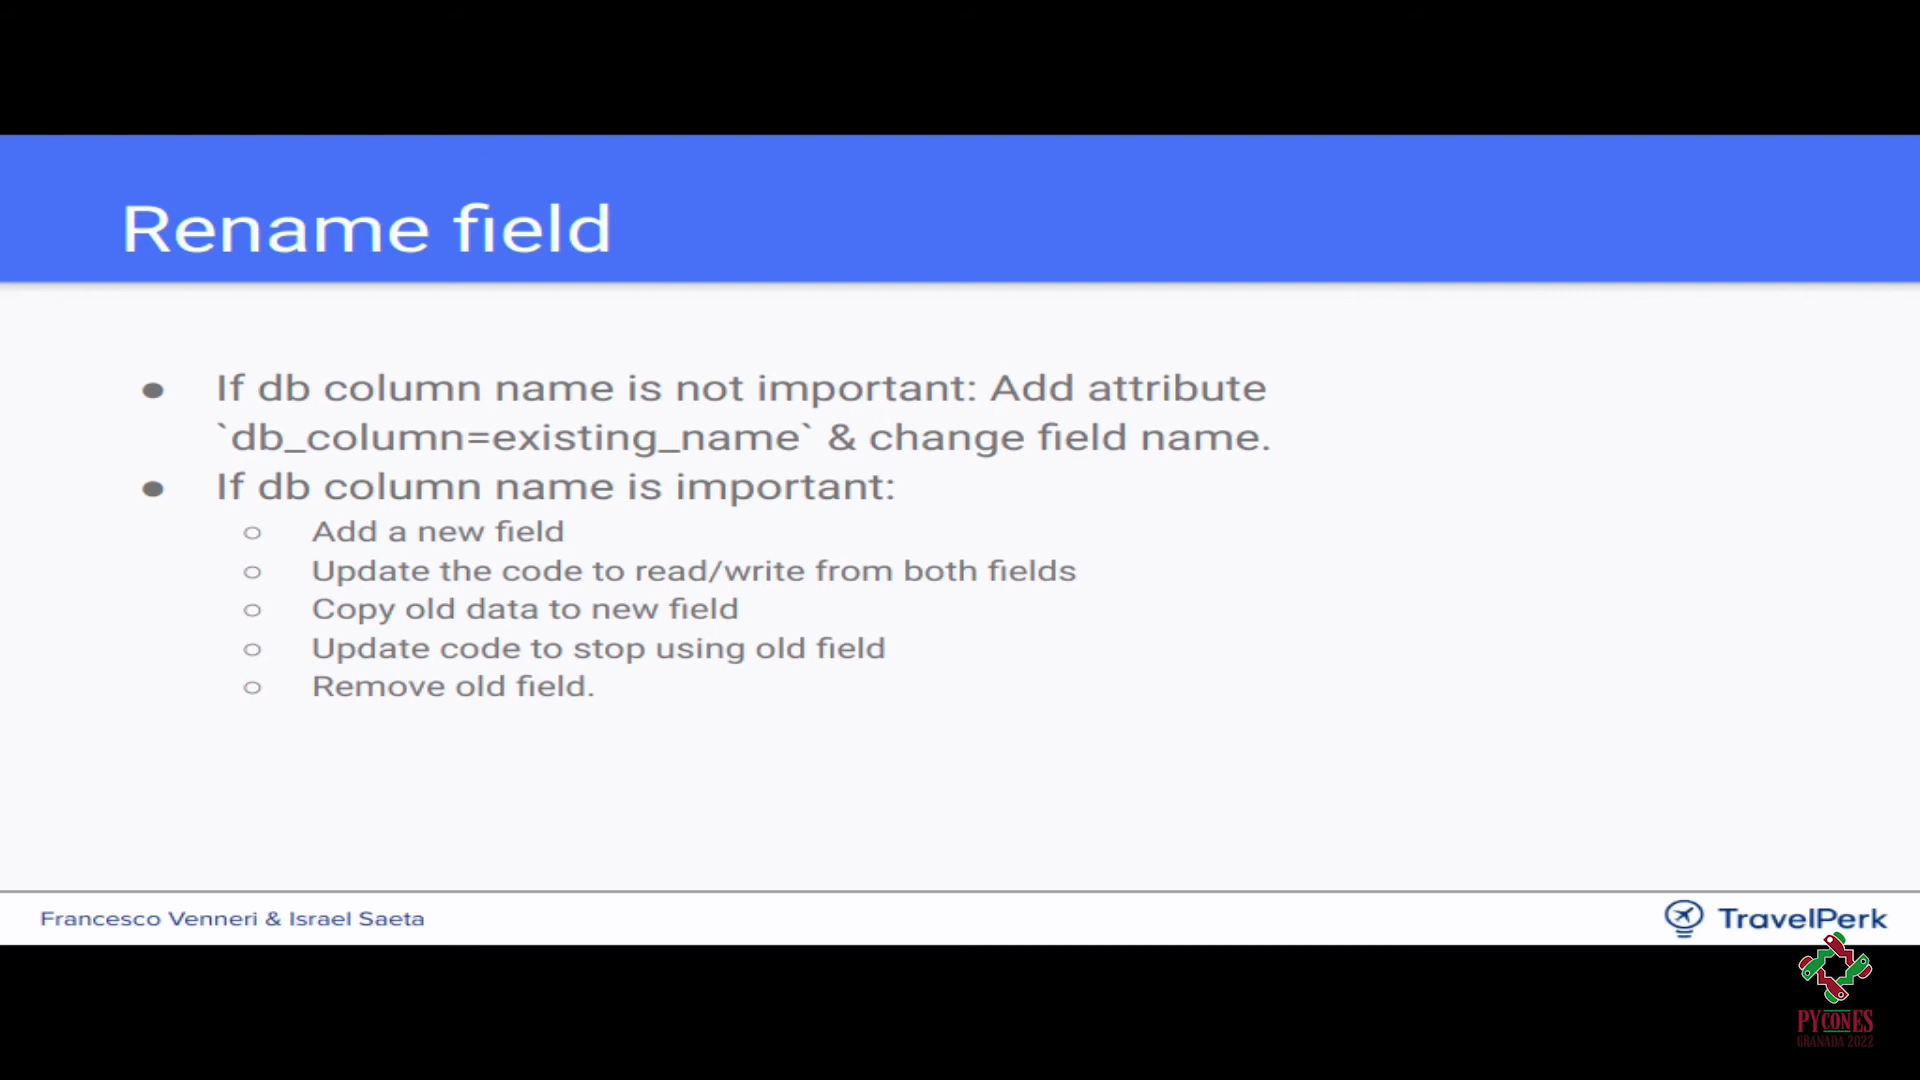 Rename field
● If db column name is not important: Add attribute
`db_column=existing_name` & change field name.
● If db column name is important:
○ Add a new field
○ Update the code to read/write from both fields
○ Copy old data to new field
○ Update code to stop using old field
○ Remove old field.
Francesco Venneri & Israel Saeta
TravelPerk
PYCONES
GRANADA 2022